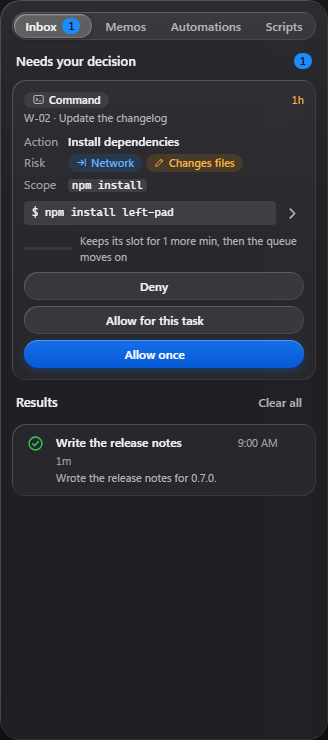 Inbox 1 Memos Automations Scripts
Needs your decision 1
Command 1h
W-02 · Update the changelog
Action Install dependencies
Risk Network Changes files
Scope npm install
$ npm install left-pad
Keeps its slot for 1 more min, then the queue
moves on
Deny
Allow for this task
Allow once
Results Clear all
Write the release notes 9:00 AM
1m
Wrote the release notes for 0.7.0.